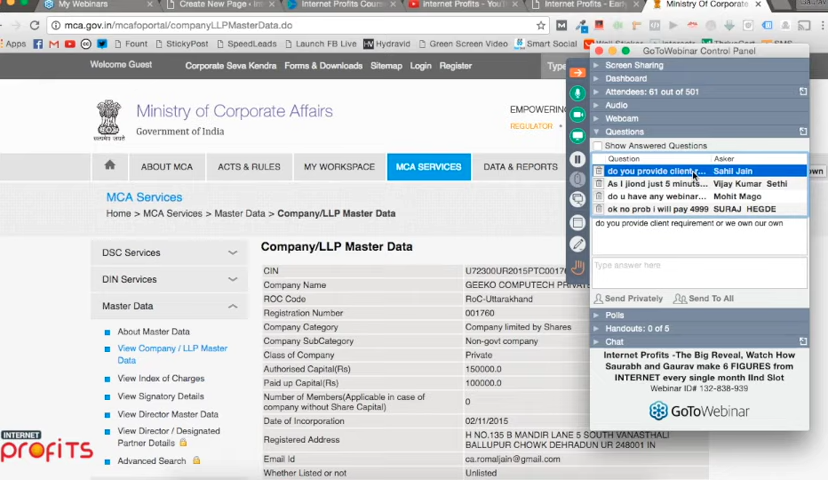 My Webinars
Create New Page
Internet Profits Cours
Internet Profits - You
Internet Profits - Early
Ministry Of Corporate
mca.gov.in/mcafoportal/companyLLPMasterData.do
Apps
Fount
StickyPost
SpeedLeads
Launch FB Live
Hydravid
Green Screen Video
Smart Social
Welcome Guest
Corporate Seva Kendra
Forms & Downloads
Sitemap
Login
Register
Type
Ministry of Corporate Affairs
Government of India
EMPOWERING
REGULATOR
ABOUT MCA
ACTS & RULES
MY WORKSPACE
MCA SERVICES
DATA & REPORTS
MCA Services
Home > MCA Services > Master Data > Company/LLP Master Data
DSC Services
DIN Services
Master Data
About Master Data
View Company / LLP Master
Data
View Index of Charges
View Signatory Details
View Director Master Data
View Director / Designated
Partner Details
Advanced Search
Company/LLP Master Data
CIN U72300UR2015PTC00176
Company Name GEEKO COMPUTECH PRIVATE
ROC Code RoC-Uttarakhand
Registration Number 001760
Company Category Company limited by Shares
Company SubCategory Non-govt company
Class of Company Private
Authorised Capital(Rs) 150000.0
Paid up Capital(Rs) 100000.0
Number of Members(Applicable in case of
company without Share Capital) 0
Date of Incorporation 02/11/2015
Registered Address H NO.135 B MANDIR LANE 5 SOUTH VANASTHALI
BALLUPUR CHOWK DEHRADUN UR 248001 IN
Email Id ca.romaljain@gmail.com
Whether Listed or not Unlisted
GoToWebinar Control Panel
Screen Sharing
Dashboard
Attendees: 61 out of 501
Audio
Webcam
Questions
Show Answered Questions
Question Asker
do you provide client r... Sahil Jain
As I jiond just 5 minuts... Vijay Kumar Sethi
do u have any webinar... Mohit Mago
ok no prob i will pay 4999 SURAJ HEGDE
do you provide client requirement or we own our own
Type answer here
Send Privately
Send To All
Polls
Handouts: 0 of 5
Chat
Internet Profits -The Big Reveal, Watch How
Saurabh and Gaurav make 6 FIGURES from
INTERNET every single month IInd Slot
Webinar ID# 132-838-939
GoToWebinar
INTERNET
profits